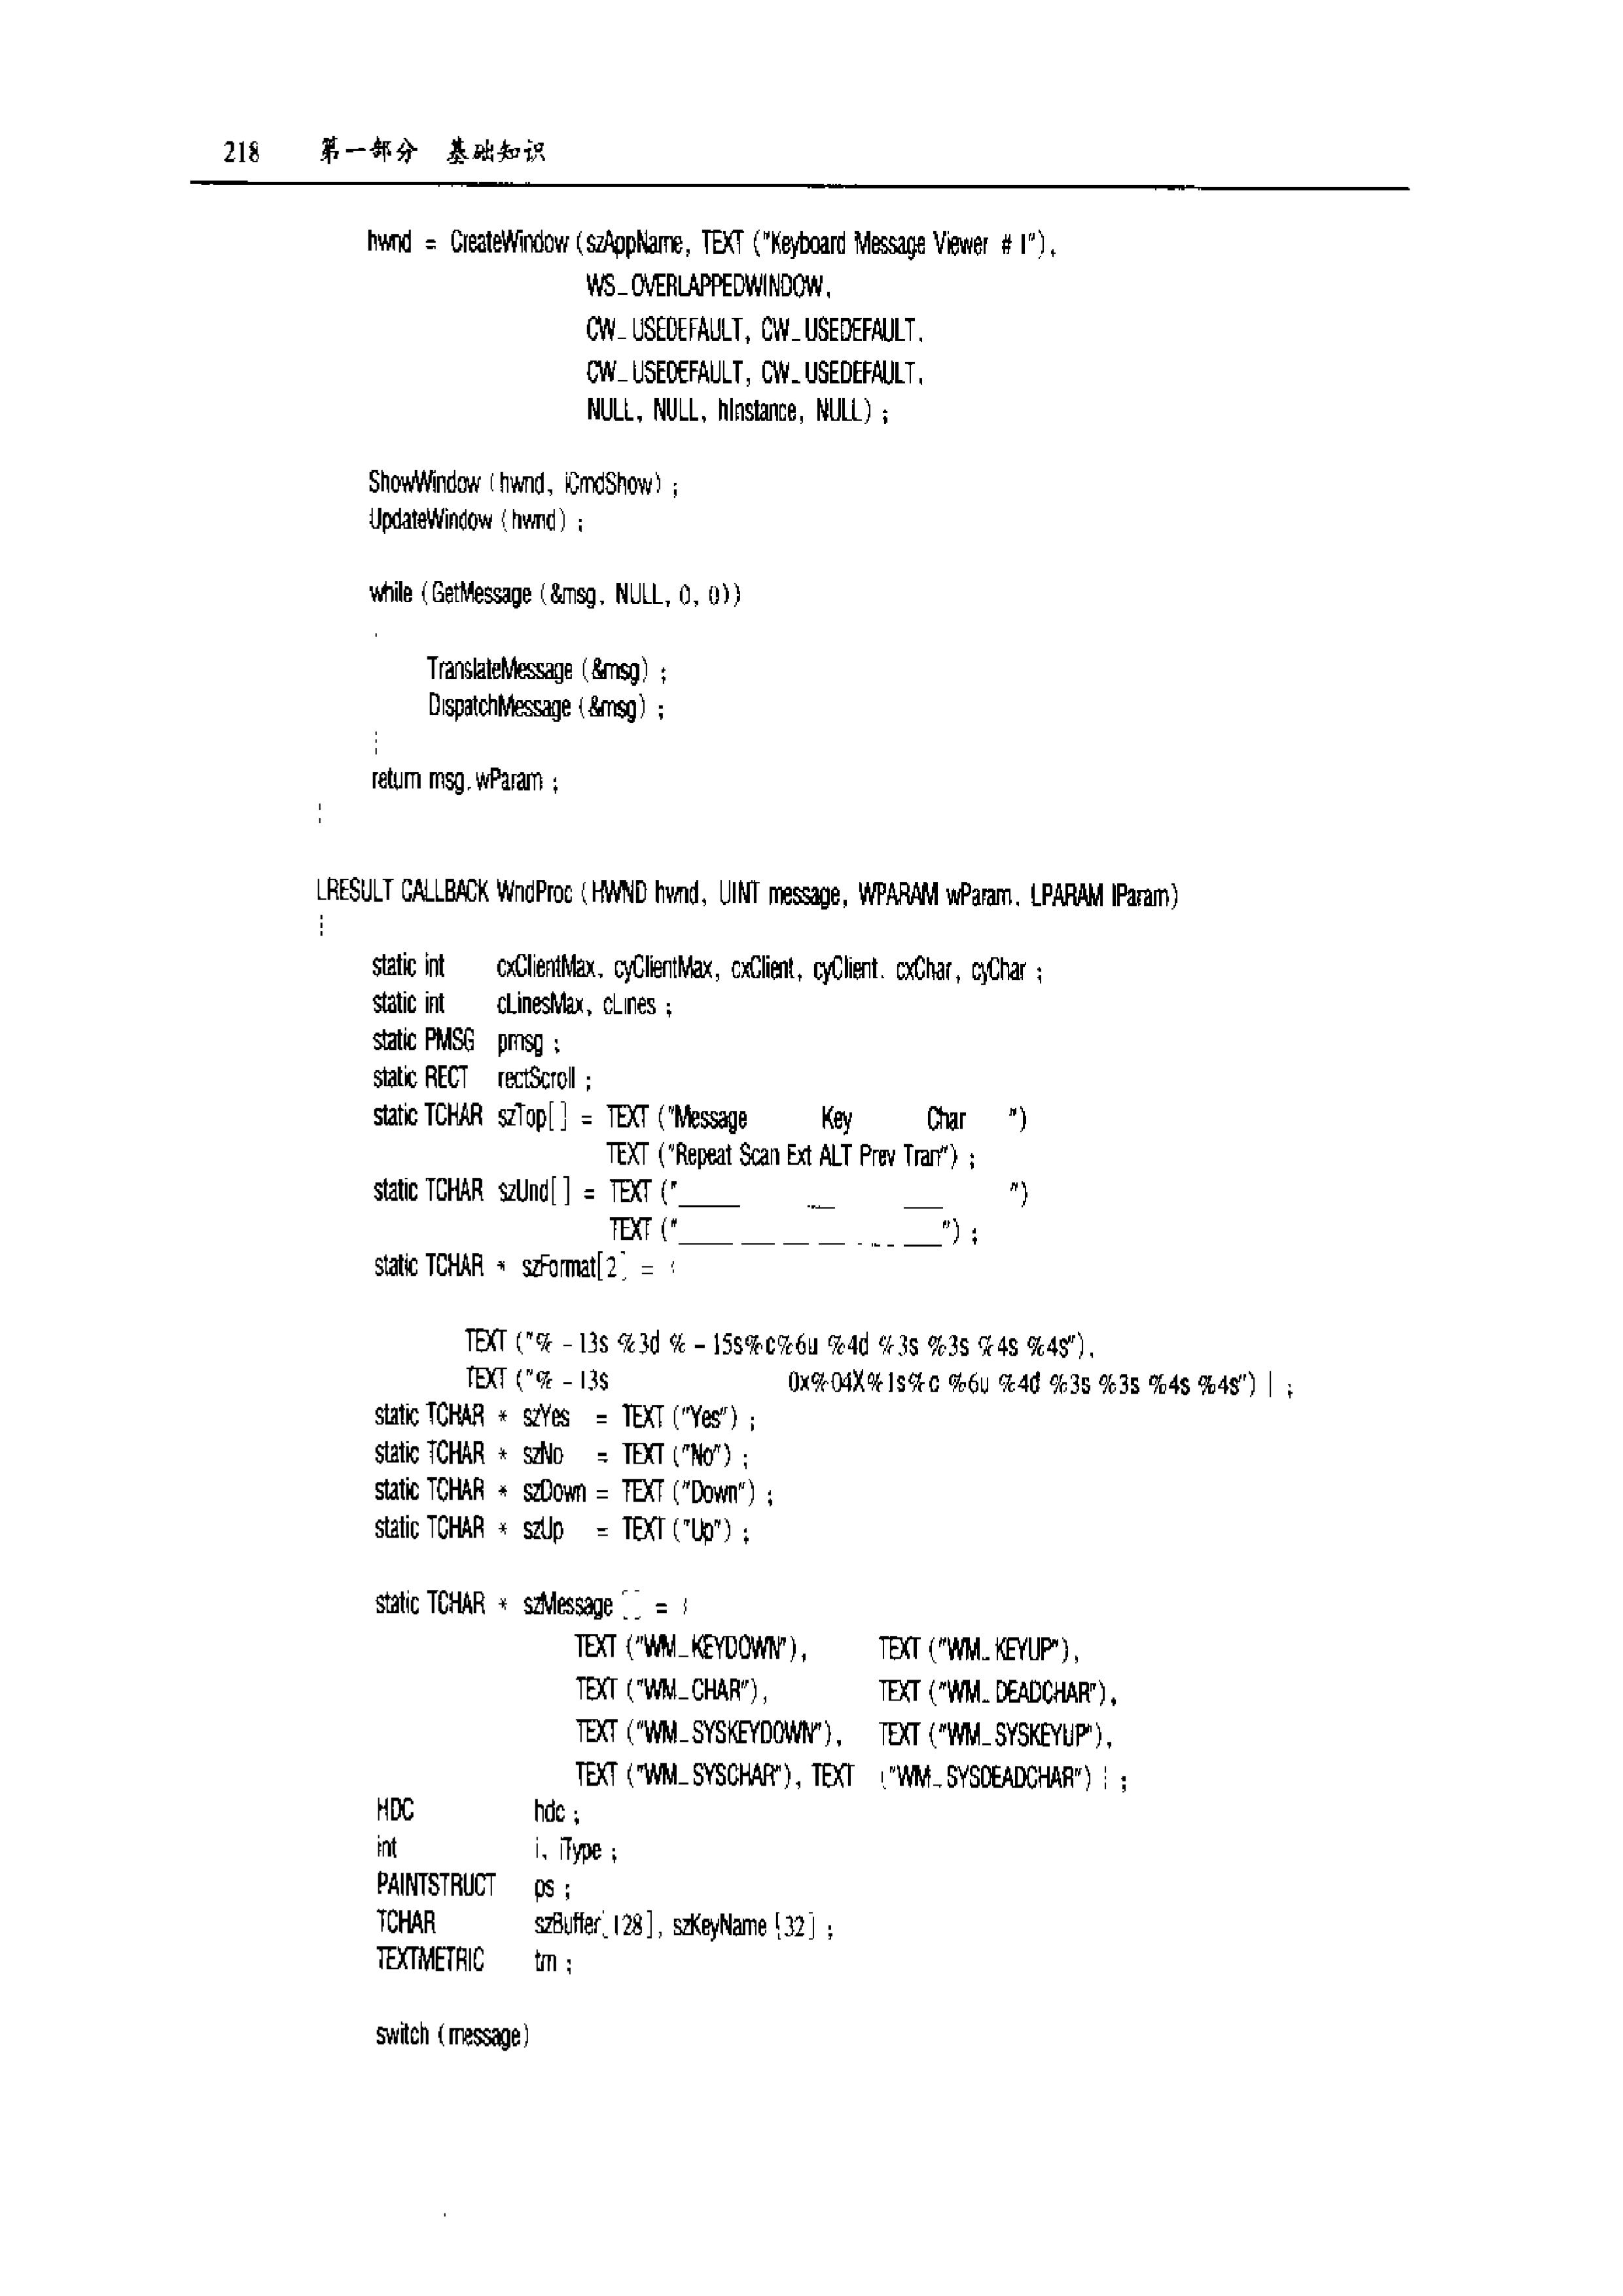 218 第一部分 基础知识
hwnd = CreateWindow (szAppName, TEXT ("Keyboard Message Viewer # 1"),
WS_OVERLAPPEDWINDOW,
CW_USEDEFAULT, CW_USEDEFAULT,
CW_USEDEFAULT, CW_USEDEFAULT,
NULL, NULL, hInstance, NULL) ;
ShowWindow (hwnd, iCmdShow) ;
UpdateWindow (hwnd) ;
while (GetMessage (&msg, NULL, 0, 0))
TranslateMessage (&msg) ;
DispatchMessage (&msg) ;
}
return msg.wParam ;
}
LRESULT CALLBACK WndProc (HWND hwnd, UINT message, WPARAM wParam, LPARAM lParam)
{
static int cxClientMax, cyClientMax, cxClient, cyClient, cxChar, cyChar ;
static int cLinesMax, cLines ;
static PMSG pmsg ;
static RECT rectScroll ;
static TCHAR szTop[] = TEXT ("Message Key Char ")
TEXT ("Repeat Scan Ext ALT Prev Tran") ;
static TCHAR szUnd[] = TEXT ("_____ __ ___ ")
TEXT ("____ ___ __ __ ___ ___") ;
static TCHAR * szFormat[2] = {
TEXT ("% - 13s %3d % - 15s%c%6u %4d %3s %3s %4s %4s"),
TEXT ("% - 13s 0x%04X%1s%c %6u %4d %3s %3s %4s %4s") } ;
static TCHAR * szYes = TEXT ("Yes") ;
static TCHAR * szNo = TEXT ("No") ;
static TCHAR * szDown = TEXT ("Down") ;
static TCHAR * szUp = TEXT ("Up") ;
static TCHAR * szMessage [] = {
TEXT ("WM_KEYDOWN"), TEXT ("WM_KEYUP"),
TEXT ("WM_CHAR"), TEXT ("WM_DEADCHAR"),
TEXT ("WM_SYSKEYDOWN"), TEXT ("WM_SYSKEYUP"),
TEXT ("WM_SYSCHAR"), TEXT ("WM_SYSDEADCHAR") } ;
HDC hdc ;
int i, iType ;
PAINTSTRUCT ps ;
TCHAR szBuffer[128], szKeyName [32] ;
TEXTMETRIC tm ;
switch (message)